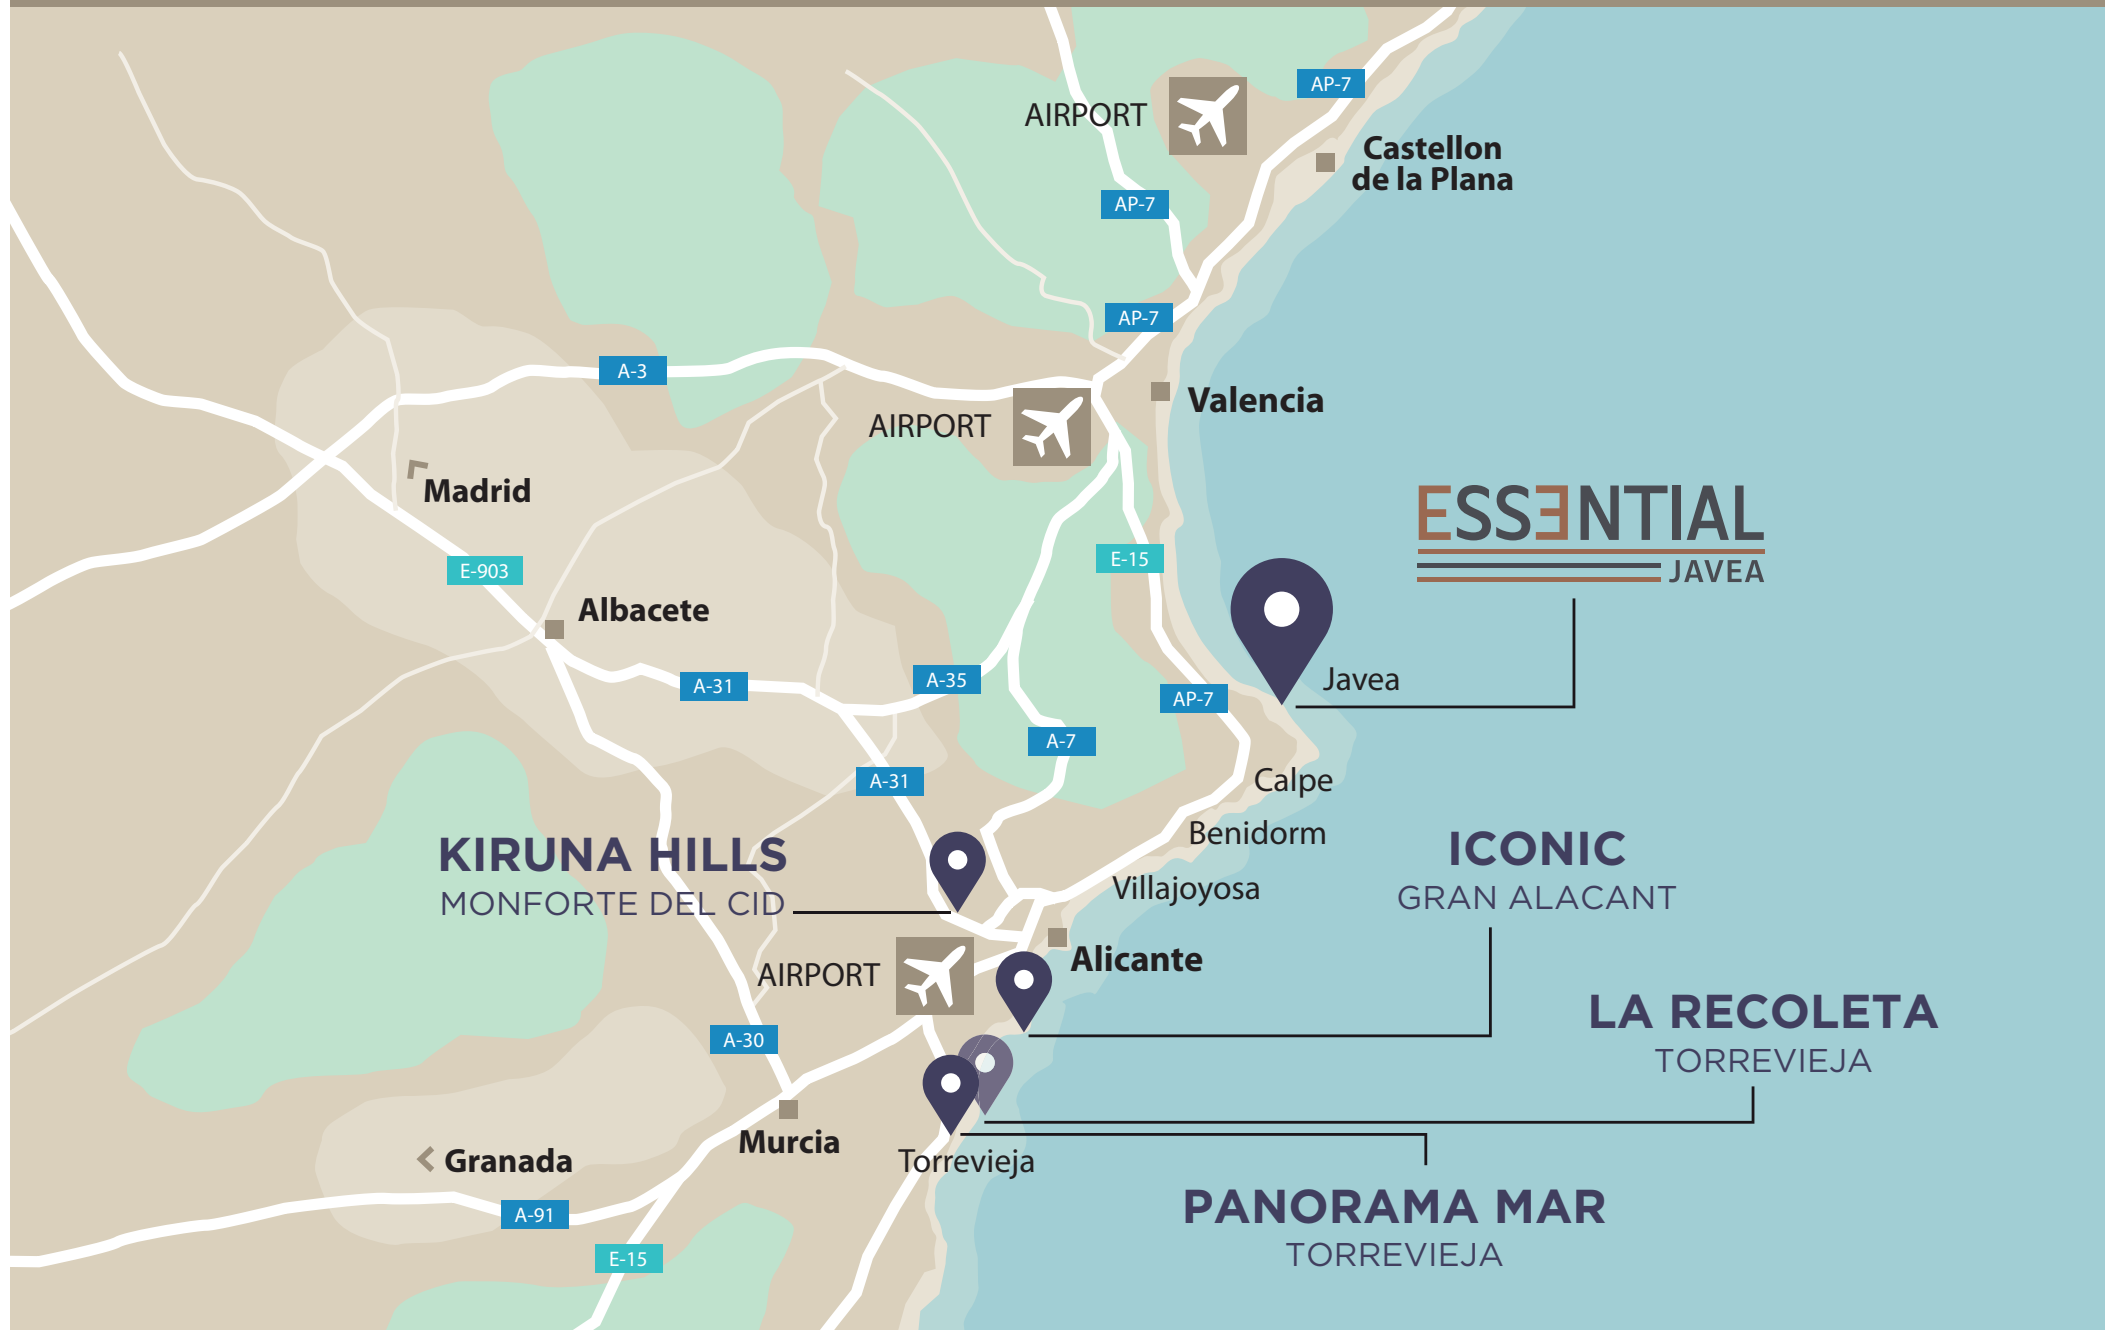 AP-7
AIRPORT
Castellon
de la Plana
AP-7
AP-7
A-3
Valencia
AIRPORT
Madrid
ESSENTIAL
JAVEA
E-15
E-903
Albacete
Javea
A-31
A-35
AP-7
A-7
A-31
Calpe
Benidorm
KIRUNA HILLS
MONFORTE DEL CID
ICONIC
GRAN ALACANT
Villajoyosa
Alicante
AIRPORT
LA RECOLETA
TORREVIEJA
A-30
Murcia
Granada
Torrevieja
A-91
PANORAMA MAR
TORREVIEJA
E-15